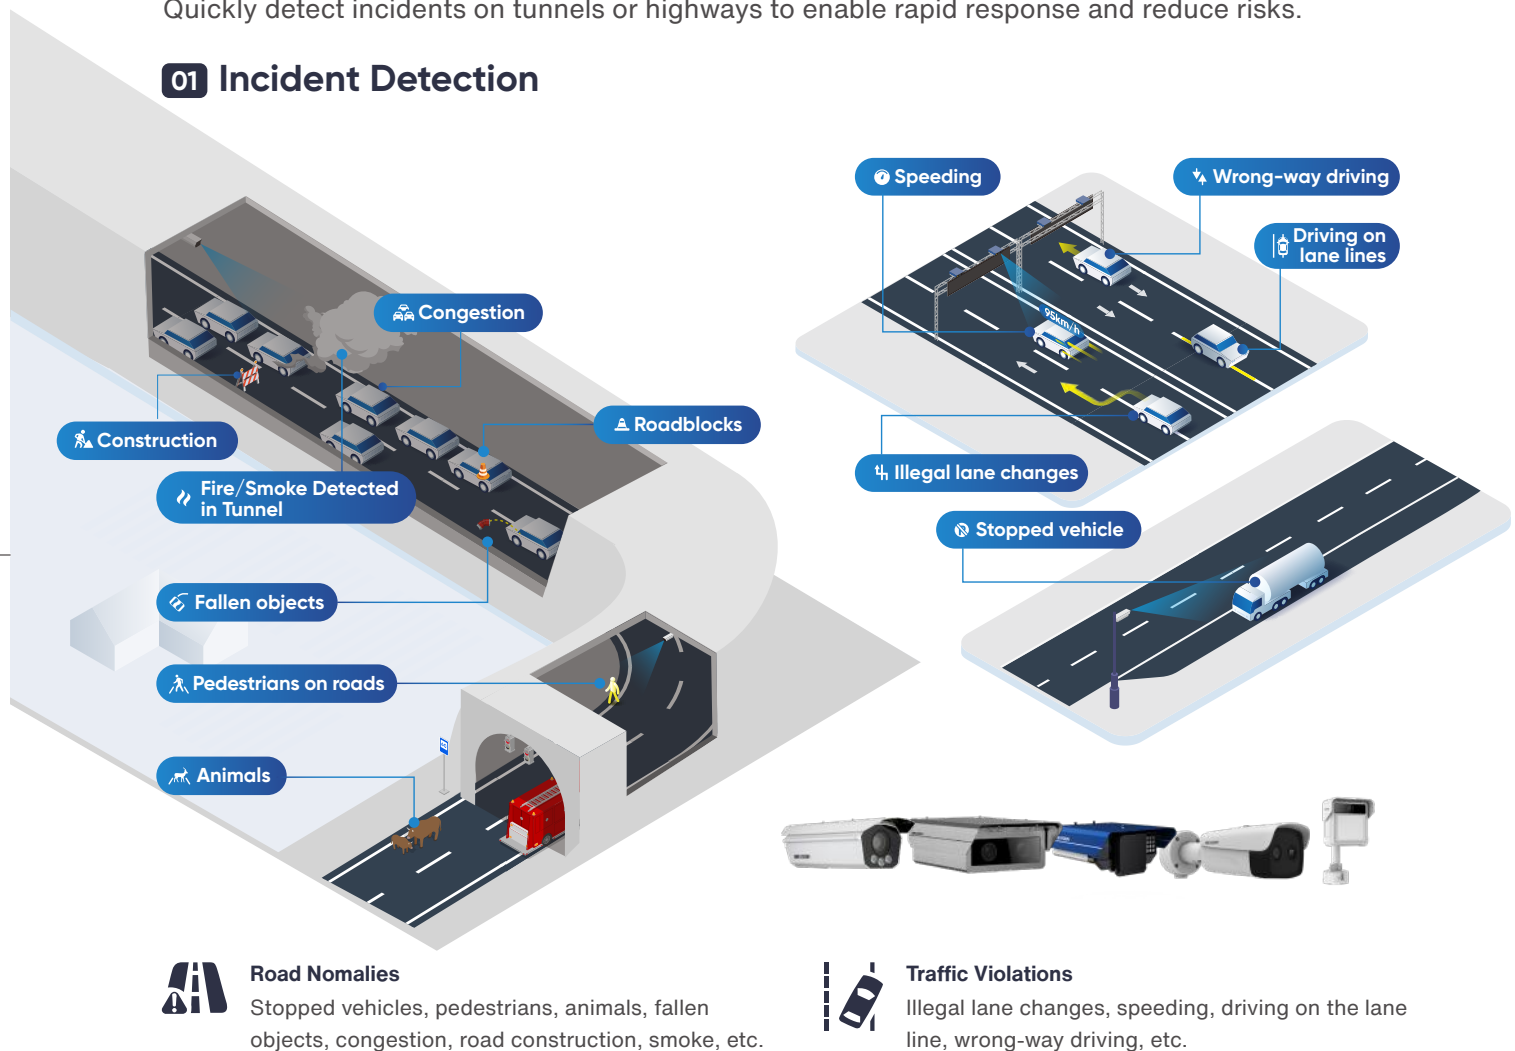 Quickly detect incidents on tunnels or highways to enable rapid response and reduce risks.
01 Incident Detection
Speeding
Wrong-way driving
Driving on
lane lines
95km/h
Congestion
Construction
Roadblocks
Fire/Smoke Detected
in Tunnel
Illegal lane changes
Stopped vehicle
Fallen objects
Pedestrians on roads
Animals
Road Nomalies
Stopped vehicles, pedestrians, animals, fallen
objects, congestion, road construction, smoke, etc.
Traffic Violations
Illegal lane changes, speeding, driving on the lane
line, wrong-way driving, etc.